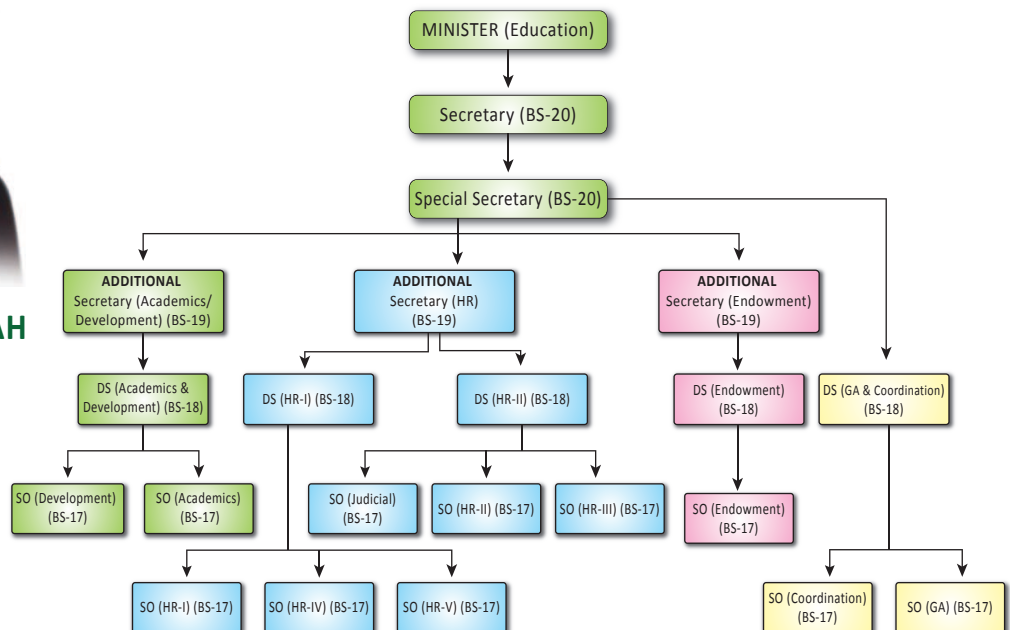 MINISTER (Education)
Secretary (BS-20)
Special Secretary (BS-20)
ADDITIONAL
Secretary (Academics/
Development) (BS-19)
ADDITIONAL
Secretary (HR)
(BS-19)
ADDITIONAL
Secretary (Endowment)
(BS-19)
AH
DS (Academics &
Development) (BS-18)
DS (HR-I) (BS-18)
DS (HR-II) (BS-18)
DS (Endowment)
(BS-18)
DS (GA & Coordination)
(BS-18)
SO (Development)
(BS-17)
SO (Academics)
(BS-17)
SO (Judicial)
(BS-17)
SO (HR-II) (BS-17)
SO (HR-III) (BS-17)
SO (Endowment)
(BS-17)
SO (HR-I) (BS-17)
SO (HR-IV) (BS-17)
SO (HR-V) (BS-17)
SO (Coordination)
(BS-17)
SO (GA) (BS-17)